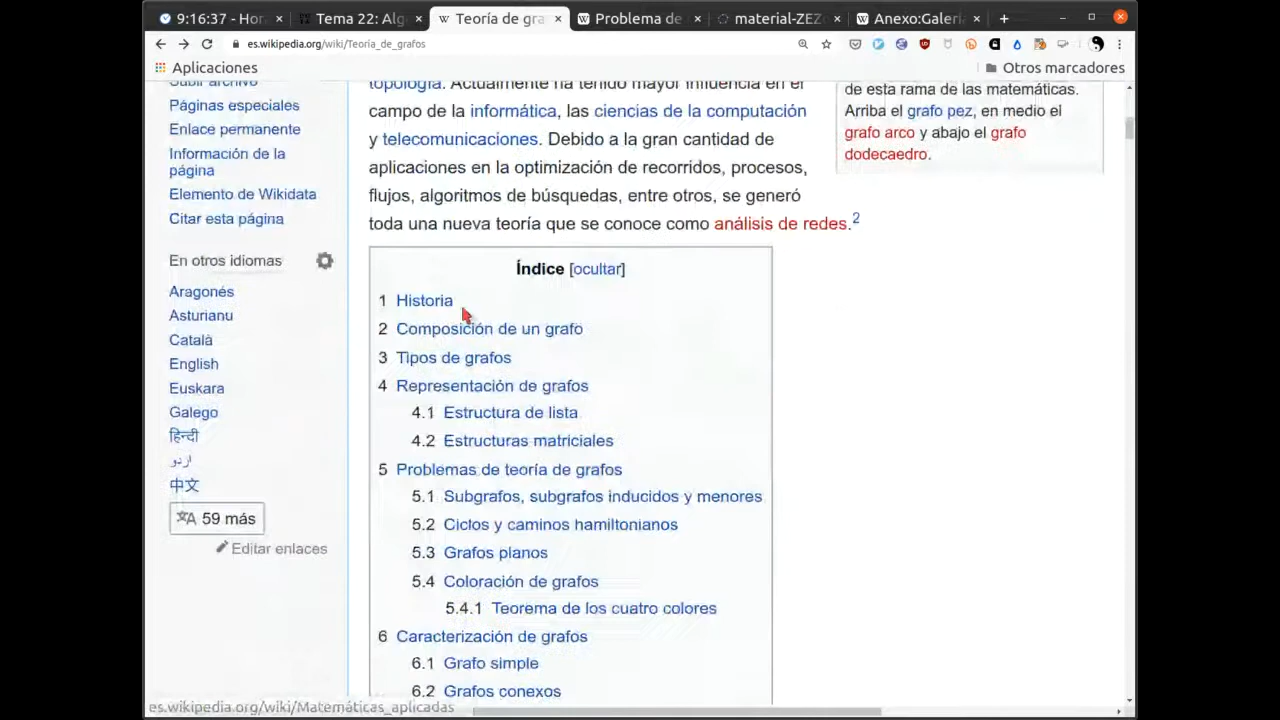 9:16:37 - Hor
Tema 22: Alg
Teoría de gra
Problema de
material-ZEZ
Anexo:Galerí
es.wikipedia.org/wiki/Teoría_de_grafos
Aplicaciones
Otros marcadores
Subir archivo
Páginas especiales
Enlace permanente
Información de la
página
Elemento de Wikidata
Citar esta página
En otros idiomas
Aragonés
Asturianu
Català
English
Euskara
Galego
हिन्दी
اردو
中文
59 más
Editar enlaces
topología. Actualmente ha tenido mayor influencia en el
campo de la informática, las ciencias de la computación
y telecomunicaciones. Debido a la gran cantidad de
aplicaciones en la optimización de recorridos, procesos,
flujos, algoritmos de búsquedas, entre otros, se generó
toda una nueva teoría que se conoce como análisis de redes.2
de esta rama de las matemáticas.
Arriba el grafo pez, en medio el
grafo arco y abajo el grafo
dodecaedro.
Índice [ocultar]
1 Historia
2 Composición de un grafo
3 Tipos de grafos
4 Representación de grafos
4.1 Estructura de lista
4.2 Estructuras matriciales
5 Problemas de teoría de grafos
5.1 Subgrafos, subgrafos inducidos y menores
5.2 Ciclos y caminos hamiltonianos
5.3 Grafos planos
5.4 Coloración de grafos
5.4.1 Teorema de los cuatro colores
6 Caracterización de grafos
6.1 Grafo simple
6.2 Grafos conexos
es.wikipedia.org/wiki/Matemáticas_aplicadas